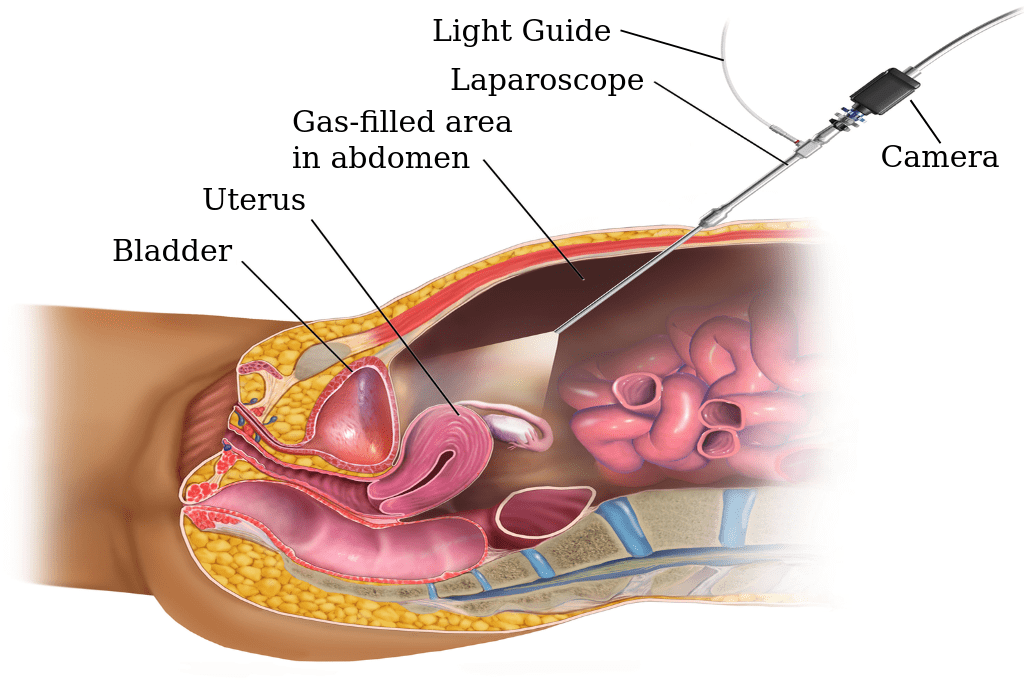 Light Guide
Laparoscope
Gas-filled area
in abdomen
Camera
Uterus
Bladder